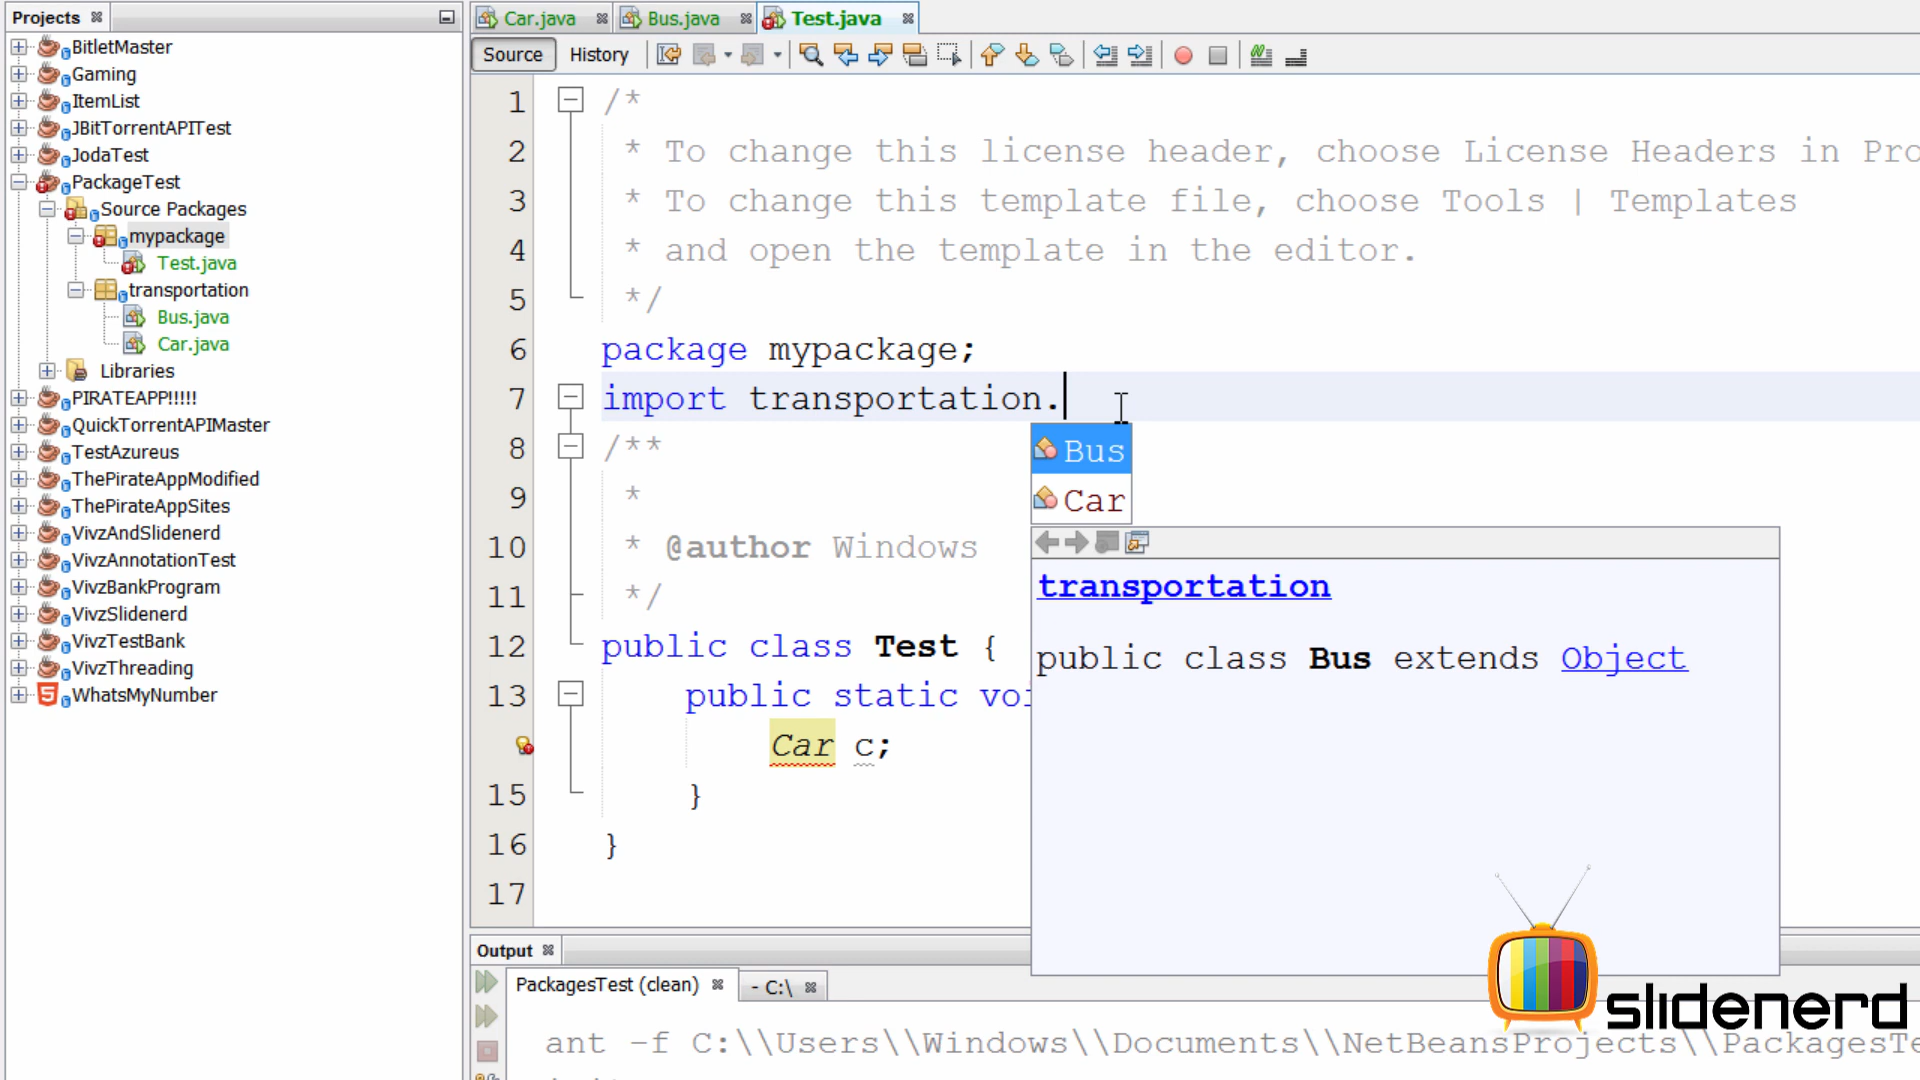 Projects
BitletMaster
Gaming
ItemList
JBitTorrentAPITest
JodaTest
PackageTest
Source Packages
mypackage
Test.java
transportation
Bus.java
Car.java
Libraries
PIRATEAPP!!!!!
QuickTorrentAPIMaster
TestAzureus
ThePirateAppModified
ThePirateAppSites
VivzAndSlidenerd
VivzAnnotationTest
VivzBankProgram
VivzSlidenerd
VivzTestBank
VivzThreading
WhatsMyNumber
Car.java Bus.java Test.java
Source History
1 /*
2 * To change this license header, choose License Headers in Pro
3 * To change this template file, choose Tools | Templates
4 * and open the template in the editor.
5 */
6 package mypackage;
7 import transportation.
8 /**
9 *
10 * @author Windows
11 */
12 public class Test {
13 public static voi
Car c;
15 }
16 }
17
Bus
Car
transportation
public class Bus extends Object
Output
PackagesTest (clean) - C:\
ant -f C:\\Users\\Windows\\Documents\\NetBeansProjects\\PackagesTe
slidenerd